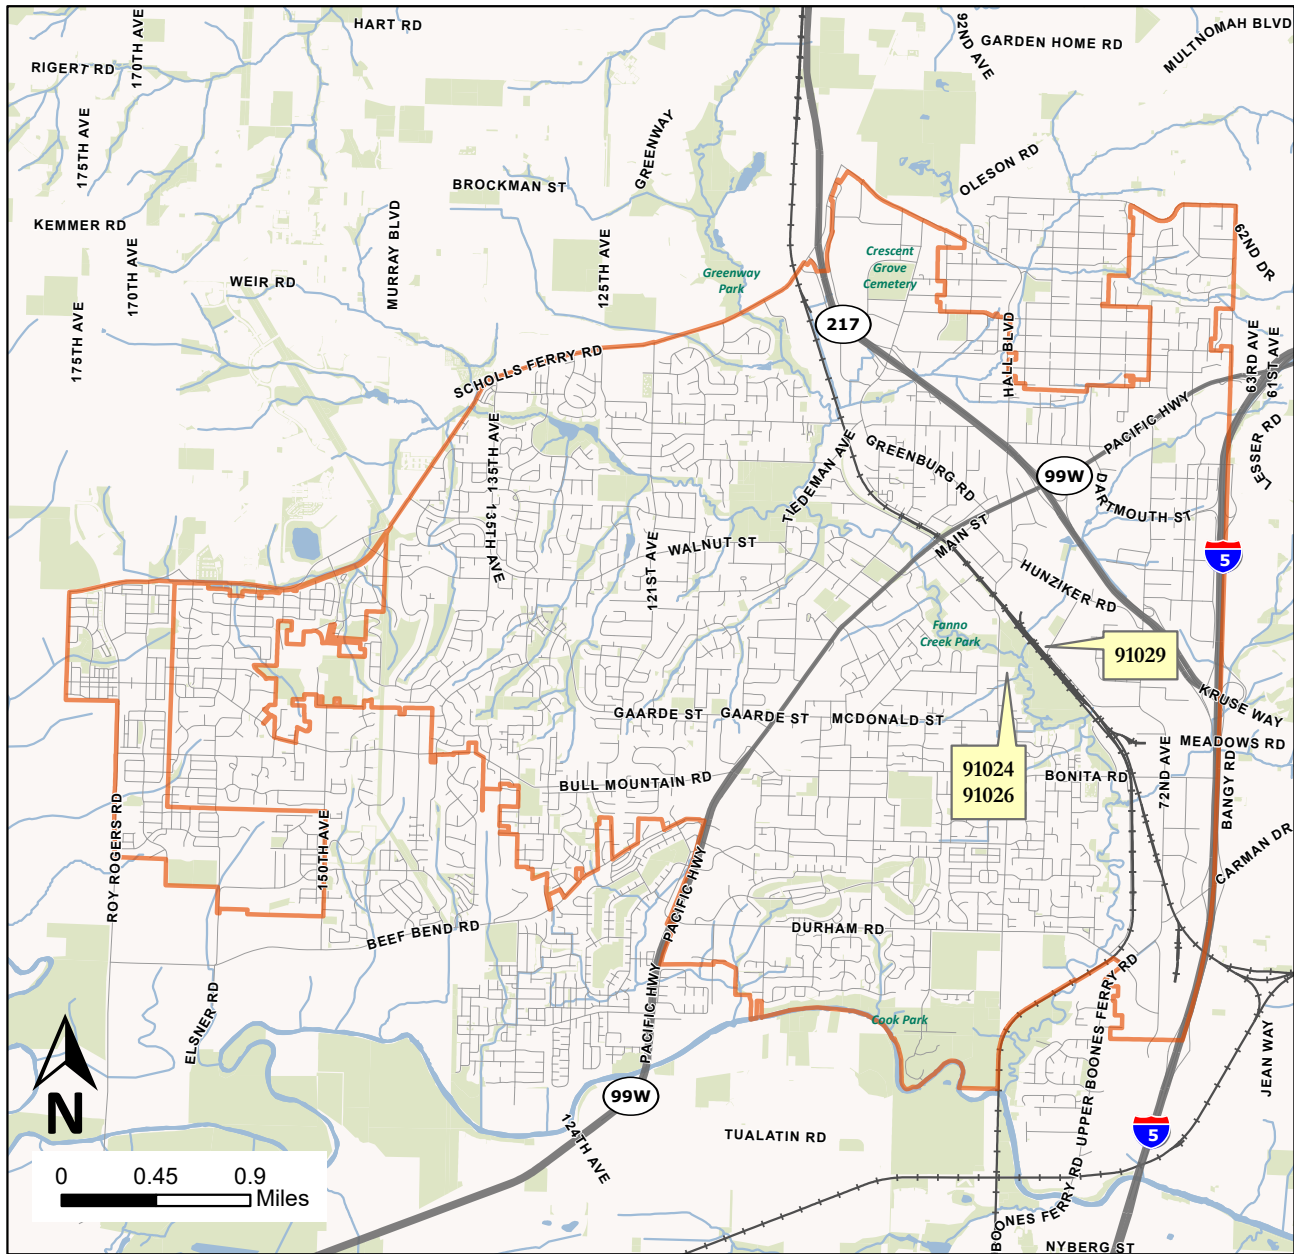 HART RD
92ND AVE
GARDEN HOME RD
MULTNOMAH BLVD
170TH AVE
RIGERT RD
175TH AVE
GREENWAY
OLESON RD
BROCKMAN ST
KEMMER RD
MURRAY BLVD
170TH AVE
125TH AVE
62ND DR
WEIR RD
Greenway
Park
Crescent
Grove
Cemetery
175TH AVE
217
HALL BLVD
63RD AVE
61ST AVE
SCHOLLS FERRY RD
PACIFIC HWY
LESSER RD
135TH AVE
GREENBURG RD
TIEDEMAN AVE
99W
DARTMOUTH ST
135TH AVE
WALNUT ST
MAIN ST
121ST AVE
5
HUNZIKER RD
Fanno
Creek Park
91029
KRUSE WAY
GAARDE ST
GAARDE ST
MCDONALD ST
MEADOWS RD
72ND AVE
BANGY RD
91024
91026
BONITA RD
BULL MOUNTAIN RD
ROY ROGERS RD
150TH AVE
CARMAN DR
PACIFIC HWY
BEEF BEND RD
DURHAM RD
ELSNER RD
PACIFIC HWY
Cook Park
UPPER BOONES FERRY RD
JEAN WAY
N
99W
124TH AVE
TUALATIN RD
5
0 0.45 0.9
Miles
BOONES FERRY RD
NYBERG ST